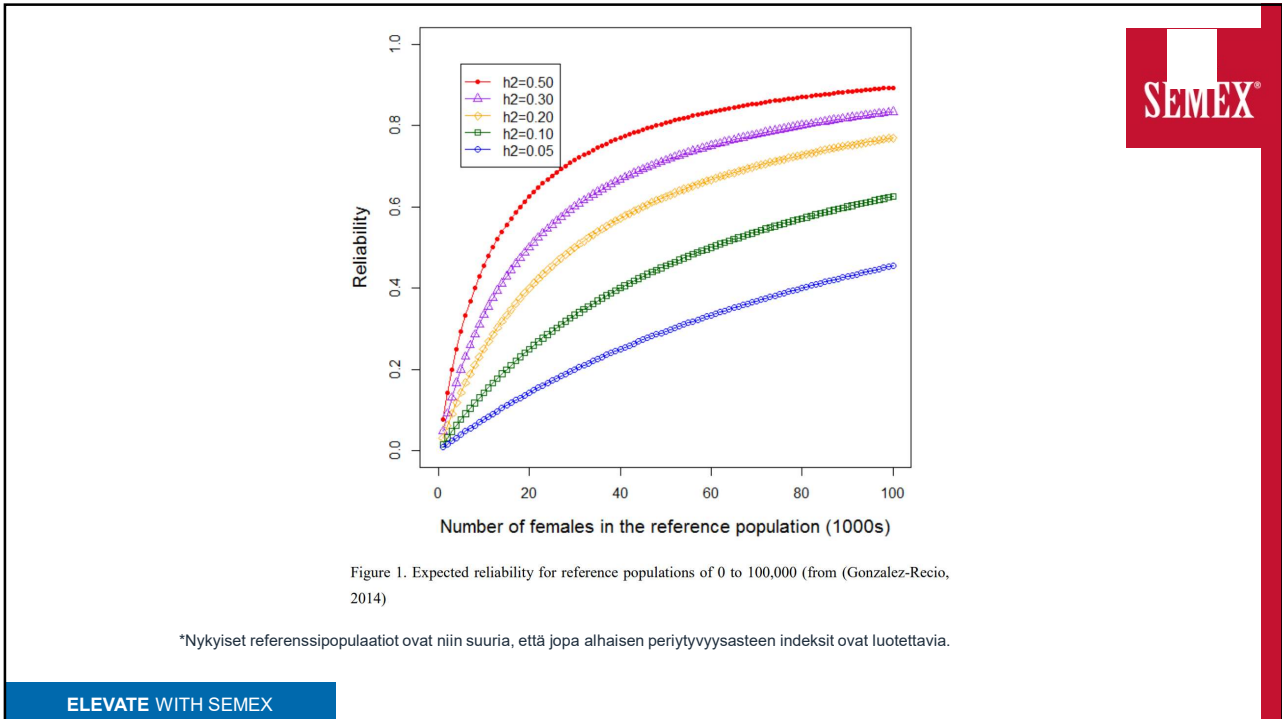 SEMEX®
1.0
0.8
0.6
0.4
0.2
0.0
Reliability
h2=0.50
h2=0.30
h2=0.20
h2=0.10
h2=0.05
0 20 40 60 80 100
Number of females in the reference population (1000s)
Figure 1. Expected reliability for reference populations of 0 to 100,000 (from (Gonzalez-Recio,
2014)
*Nykyiset referenssipopulaatiot ovat niin suuria, että jopa alhaisen periytyvyysasteen indeksit ovat luotettavia.
ELEVATE WITH SEMEX